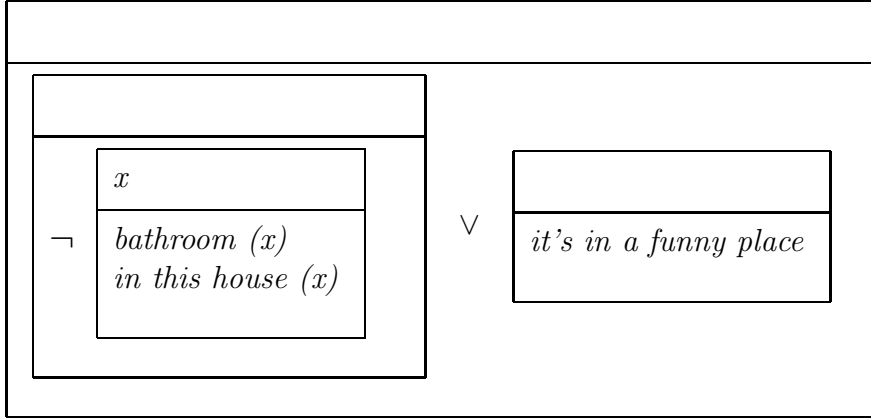 x
¬ bathroom (x)
in this house (x)
∨ it's in a funny place